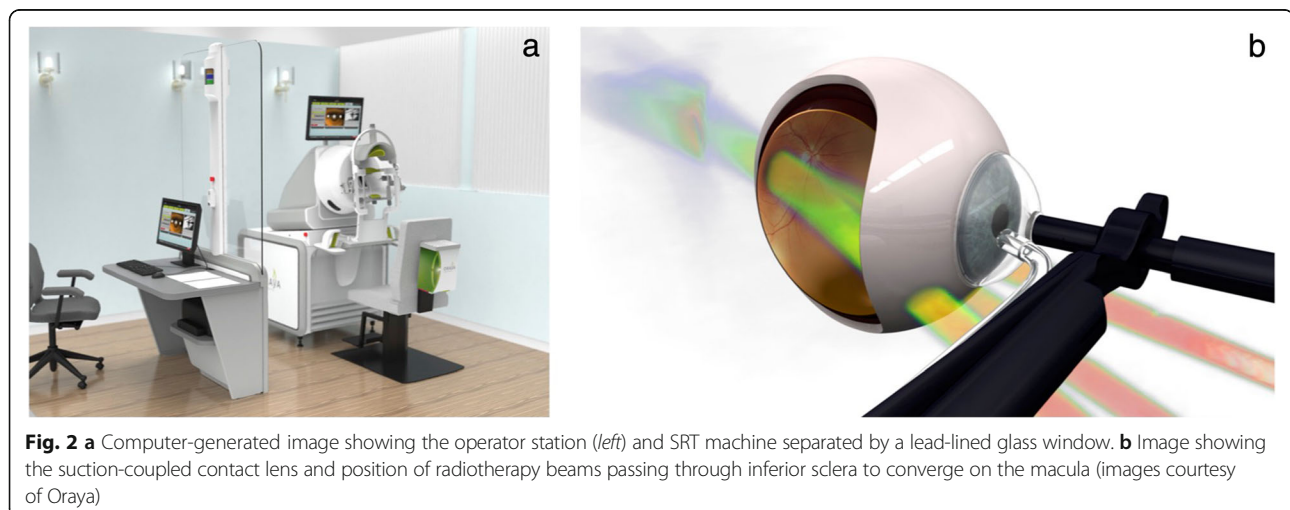 a
b
Fig. 2 a Computer-generated image showing the operator station (left) and SRT machine separated by a lead-lined glass window. b Image showing
the suction-coupled contact lens and position of radiotherapy beams passing through inferior sclera to converge on the macula (images courtesy
of Oraya)